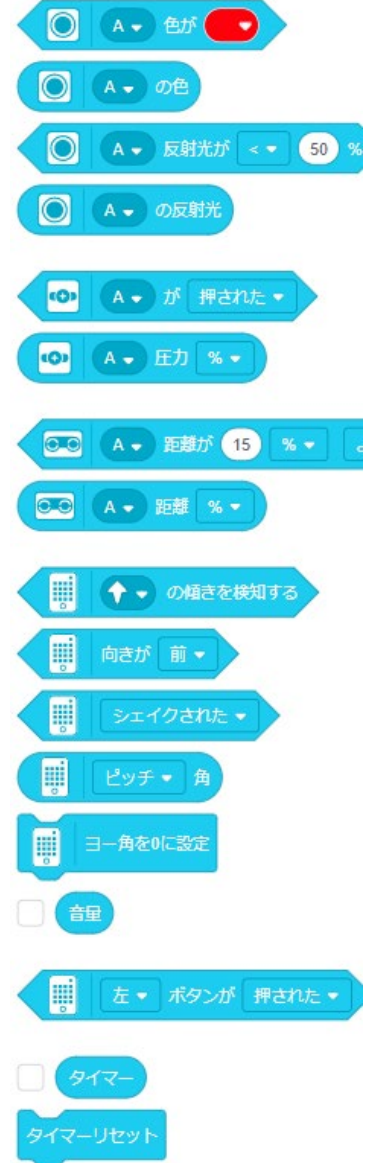 A 色が
A の色
A 反射光が < 50 %
A の反射光
A が 押された
A 圧力 %
A 距離が 15 %
A 距離 %
の傾きを検知する
向きが 前
シェイクされた
ピッチ 角
ヨー角を0に設定
音量
左 ボタンが 押された
タイマー
タイマーリセット